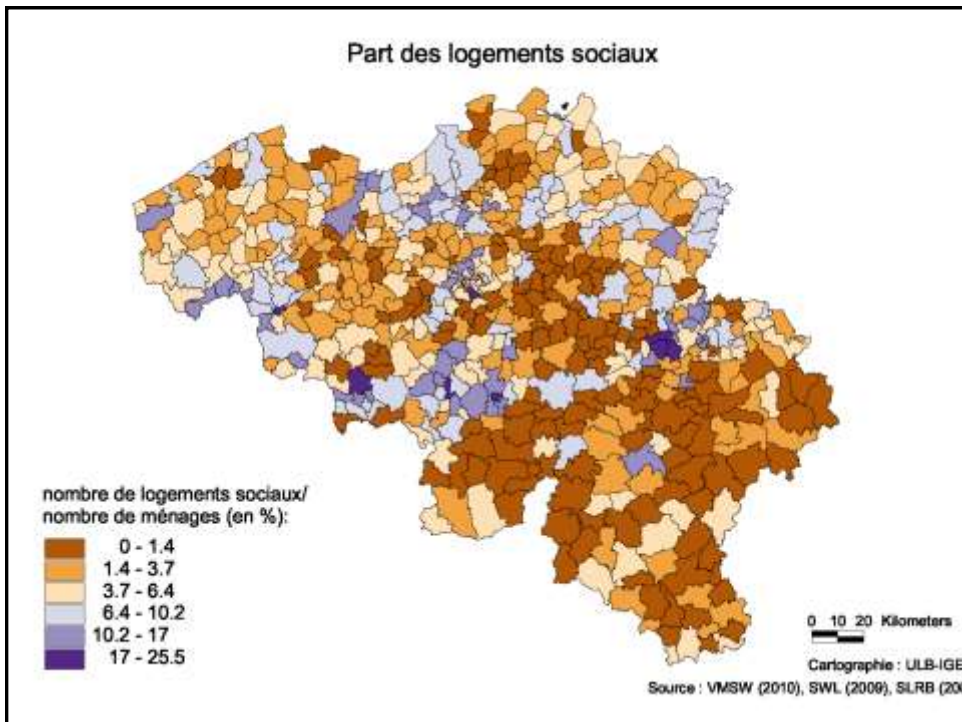 Part des logements sociaux
nombre de logements sociaux/
nombre de ménages (en %):
0 - 1.4
1.4 - 3.7
3.7 - 6.4
6.4 - 10.2
10.2 - 17
17 - 25.5
0 10 20 Kilometers
Cartographie : ULB-IGE
Source : VMSW (2010), SWL (2009), SLRB